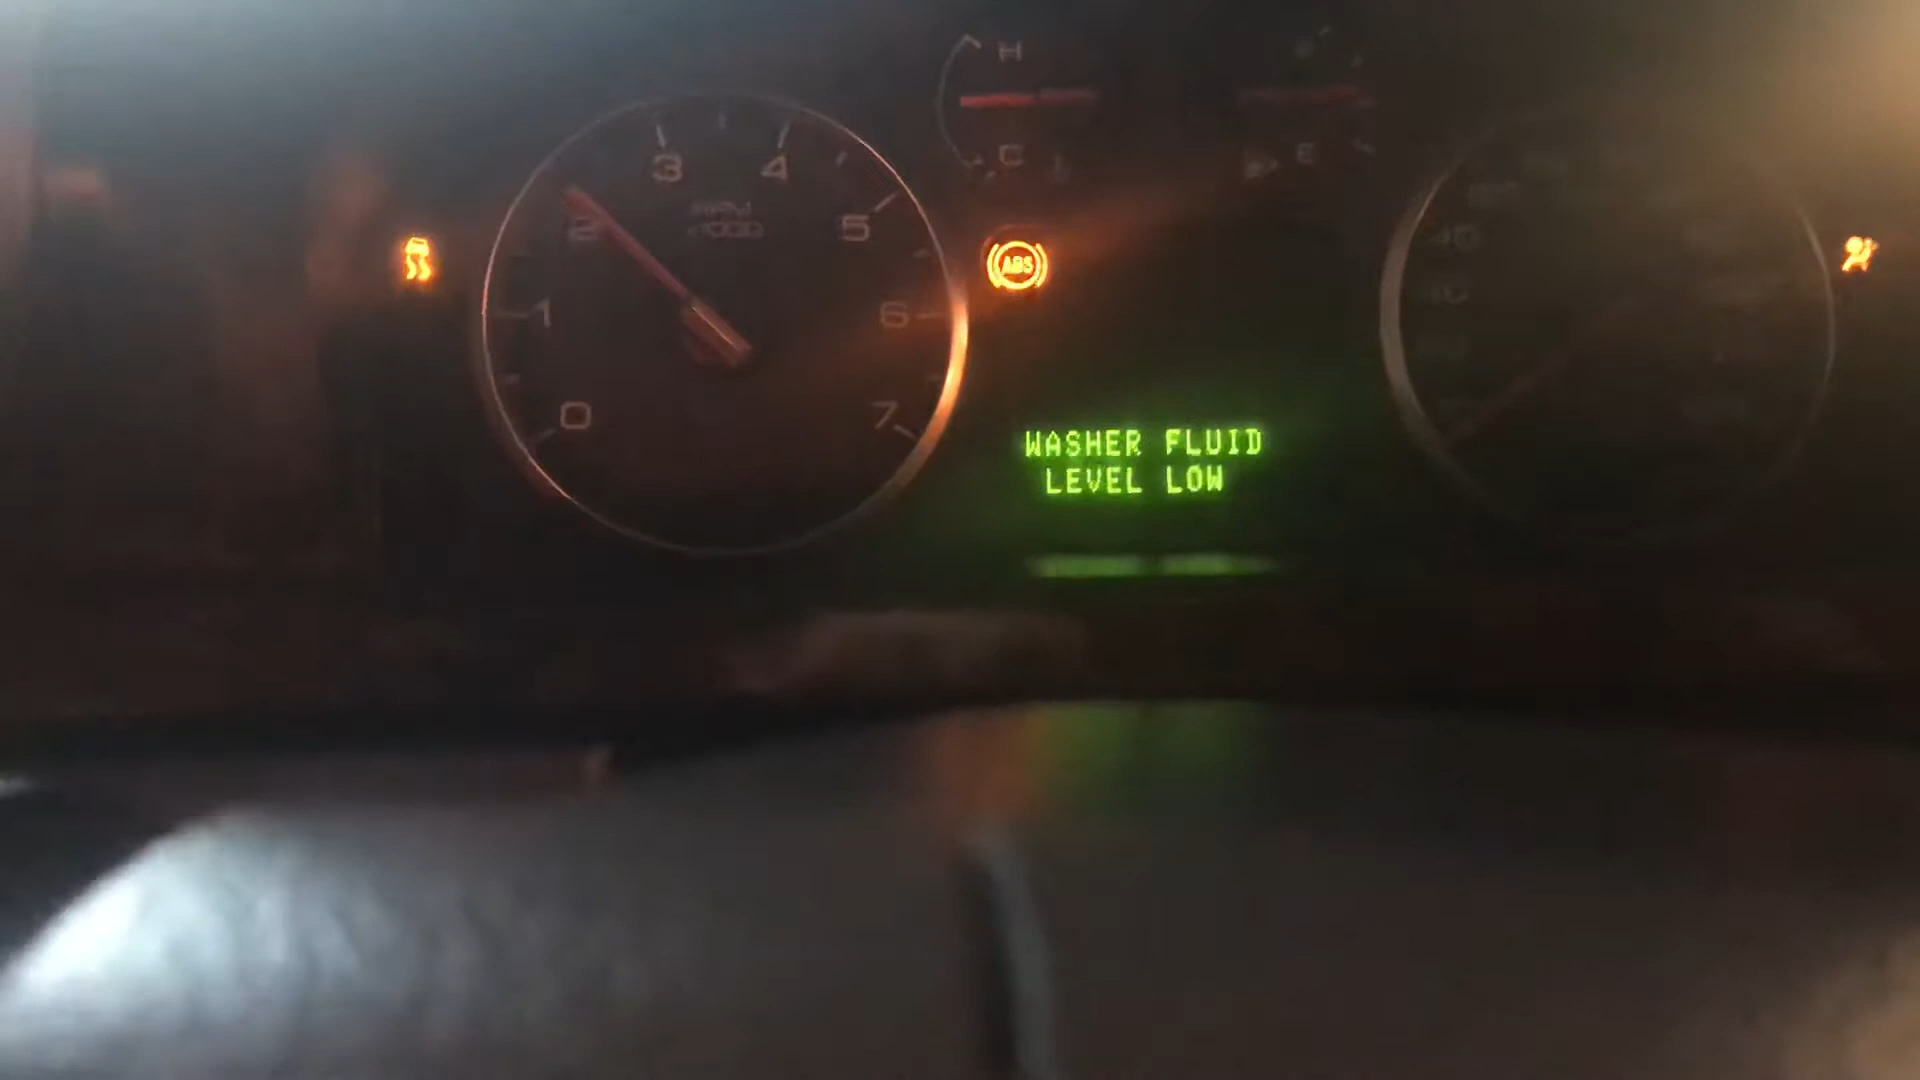 H
3 4
C E
2 RPM 5
x1000
ABS
1 6
0 7
WASHER FLUID
LEVEL LOW